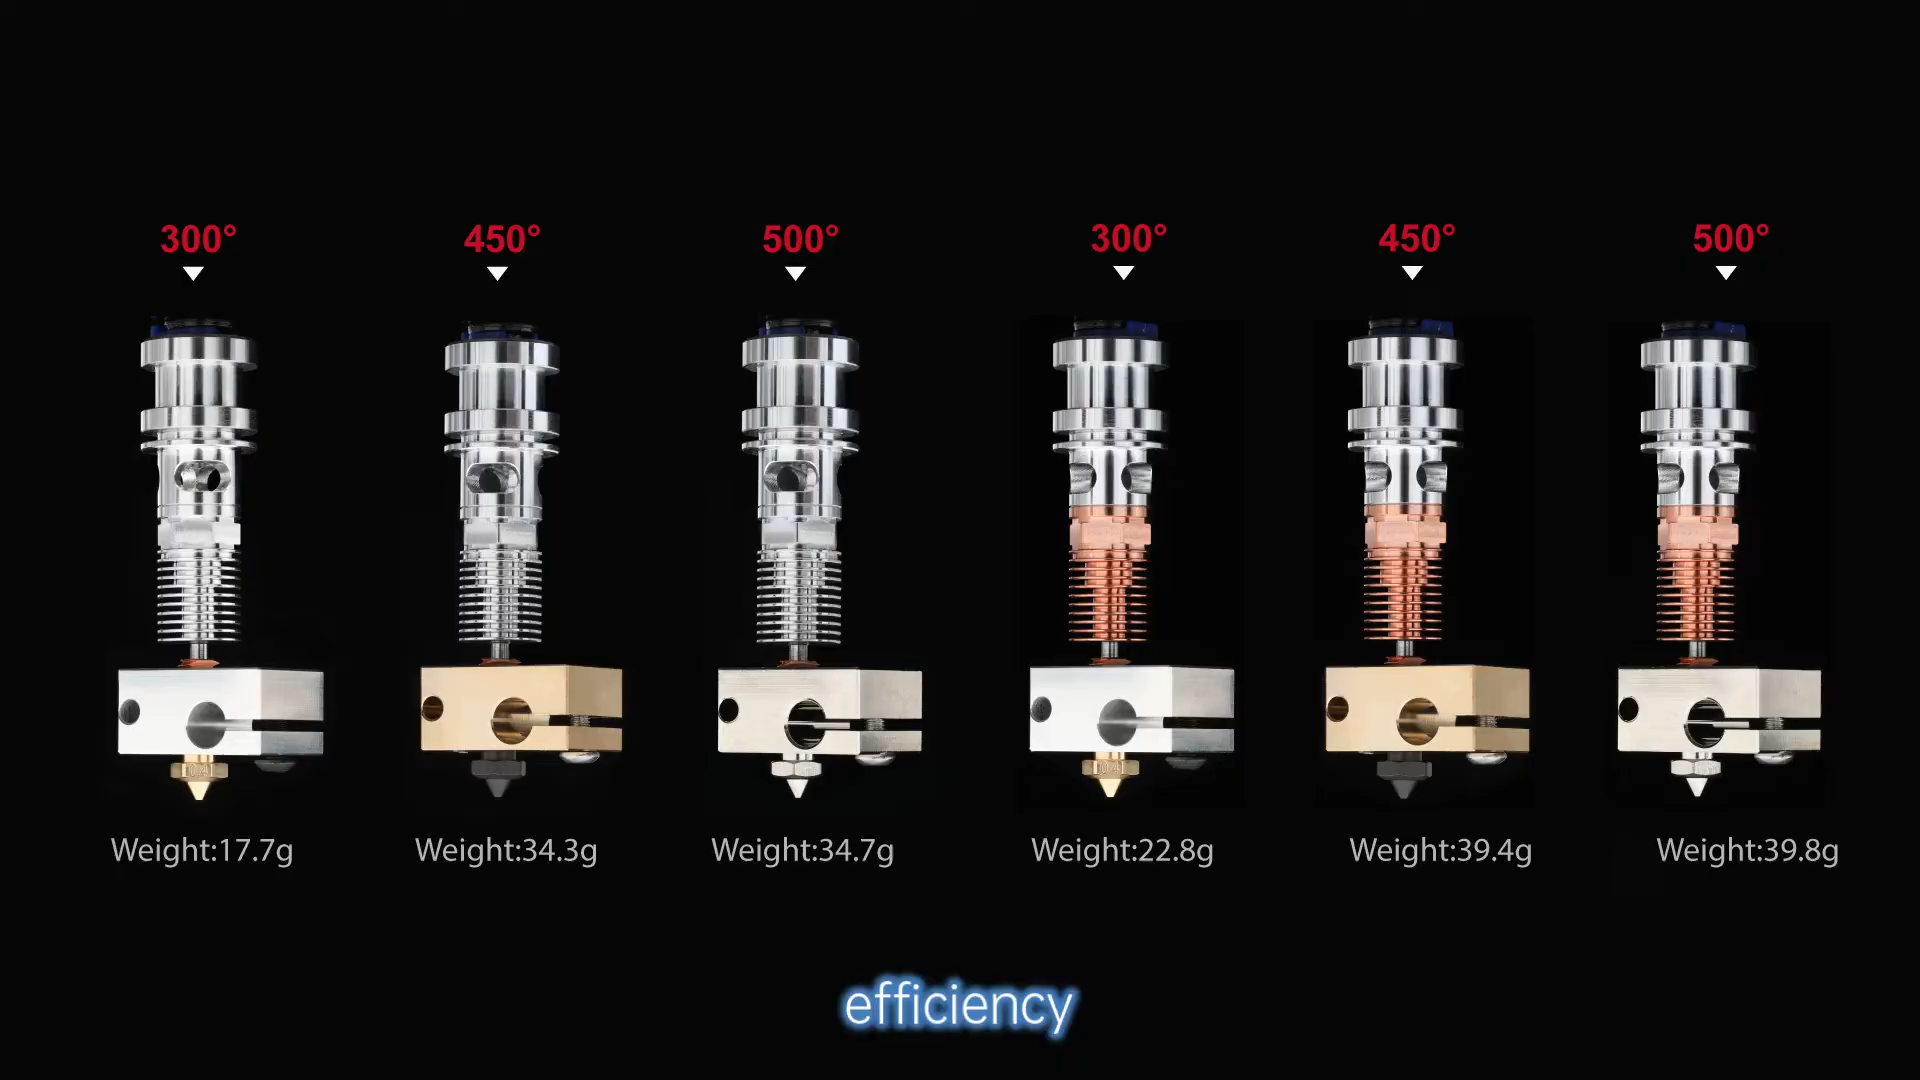 300° 450° 500° 300° 450° 500°
Weight:17.7g Weight:34.3g Weight:34.7g Weight:22.8g Weight:39.4g Weight:39.8g
efficiency